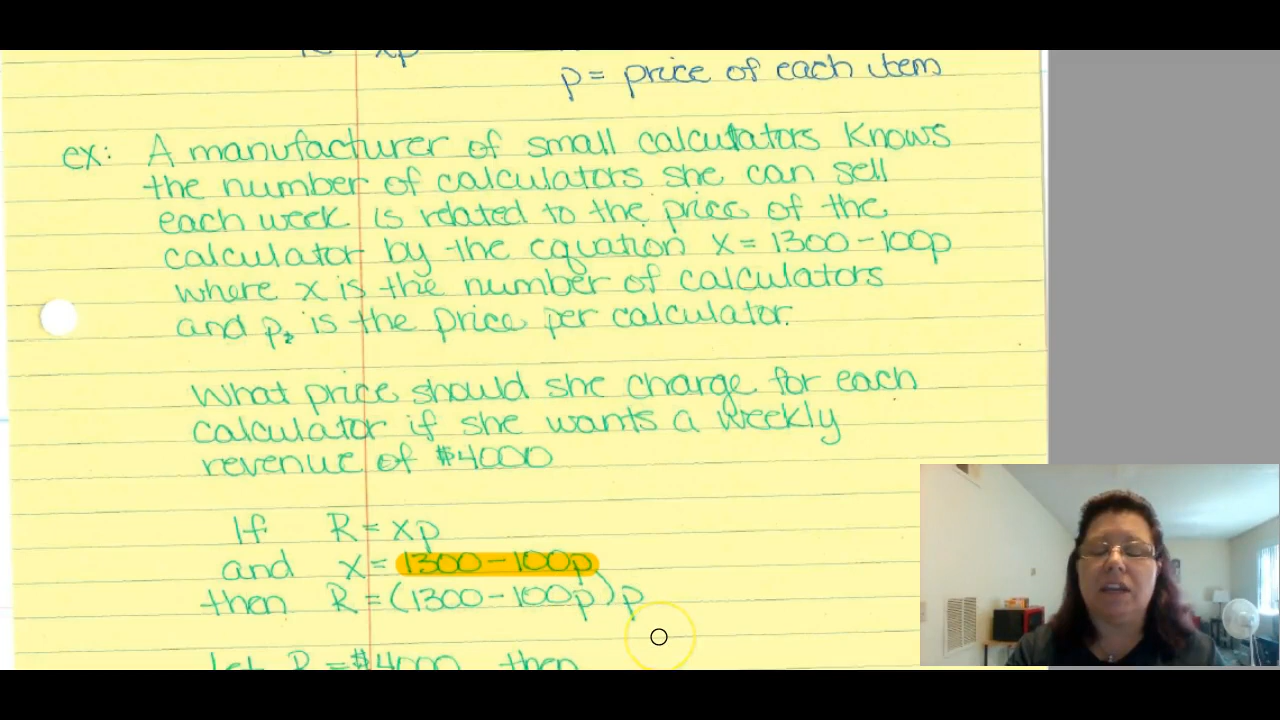 p = price of each item
ex: A manufacturer of small calculators knows
the number of calculators she can sell
each week is related to the price of the
calculator by the equation x = 1300 - 100p
where x is the number of calculators
and p, is the price per calculator.
What price should she charge for each
calculator if she wants a weekly
revenue of $4000
If R = xp
and x = 1300 - 100p
then R = (1300 - 100p)p
let R = $4000 then